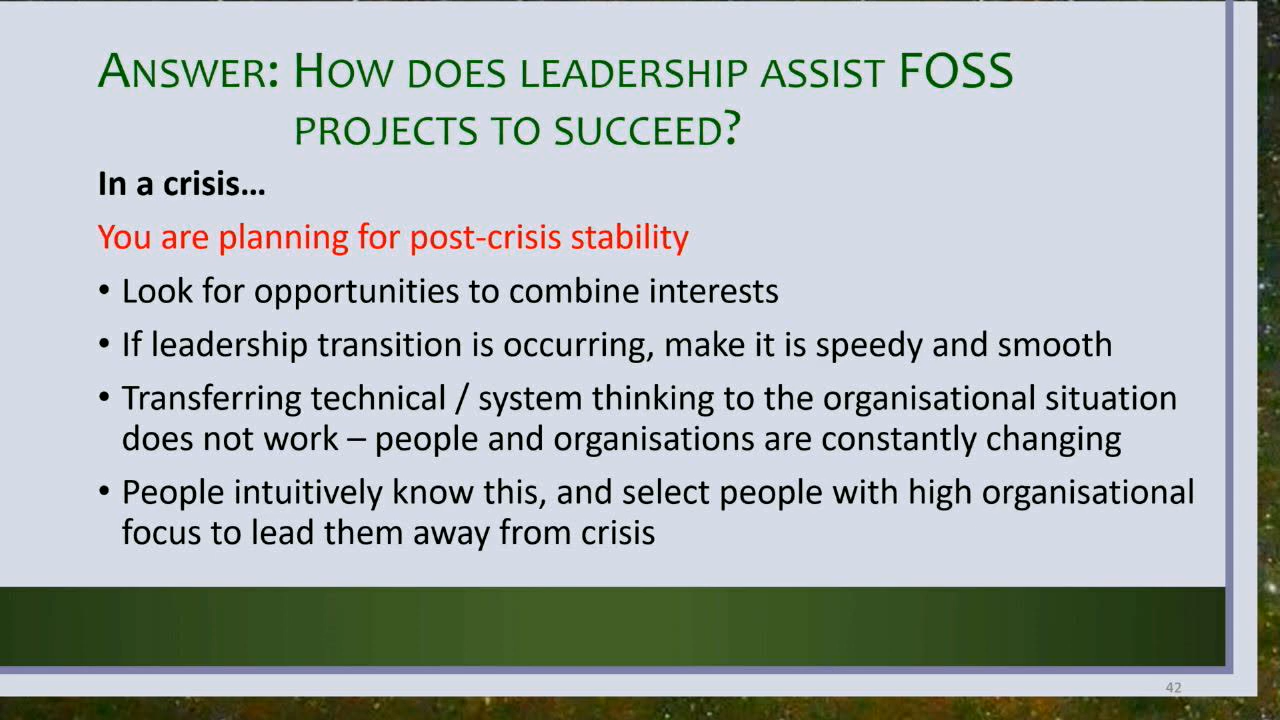 ANSWER: HOW DOES LEADERSHIP ASSIST FOSS
PROJECTS TO SUCCEED?
In a crisis…
You are planning for post-crisis stability
• Look for opportunities to combine interests
• If leadership transition is occurring, make it is speedy and smooth
• Transferring technical / system thinking to the organisational situation
does not work – people and organisations are constantly changing
• People intuitively know this, and select people with high organisational
focus to lead them away from crisis
42